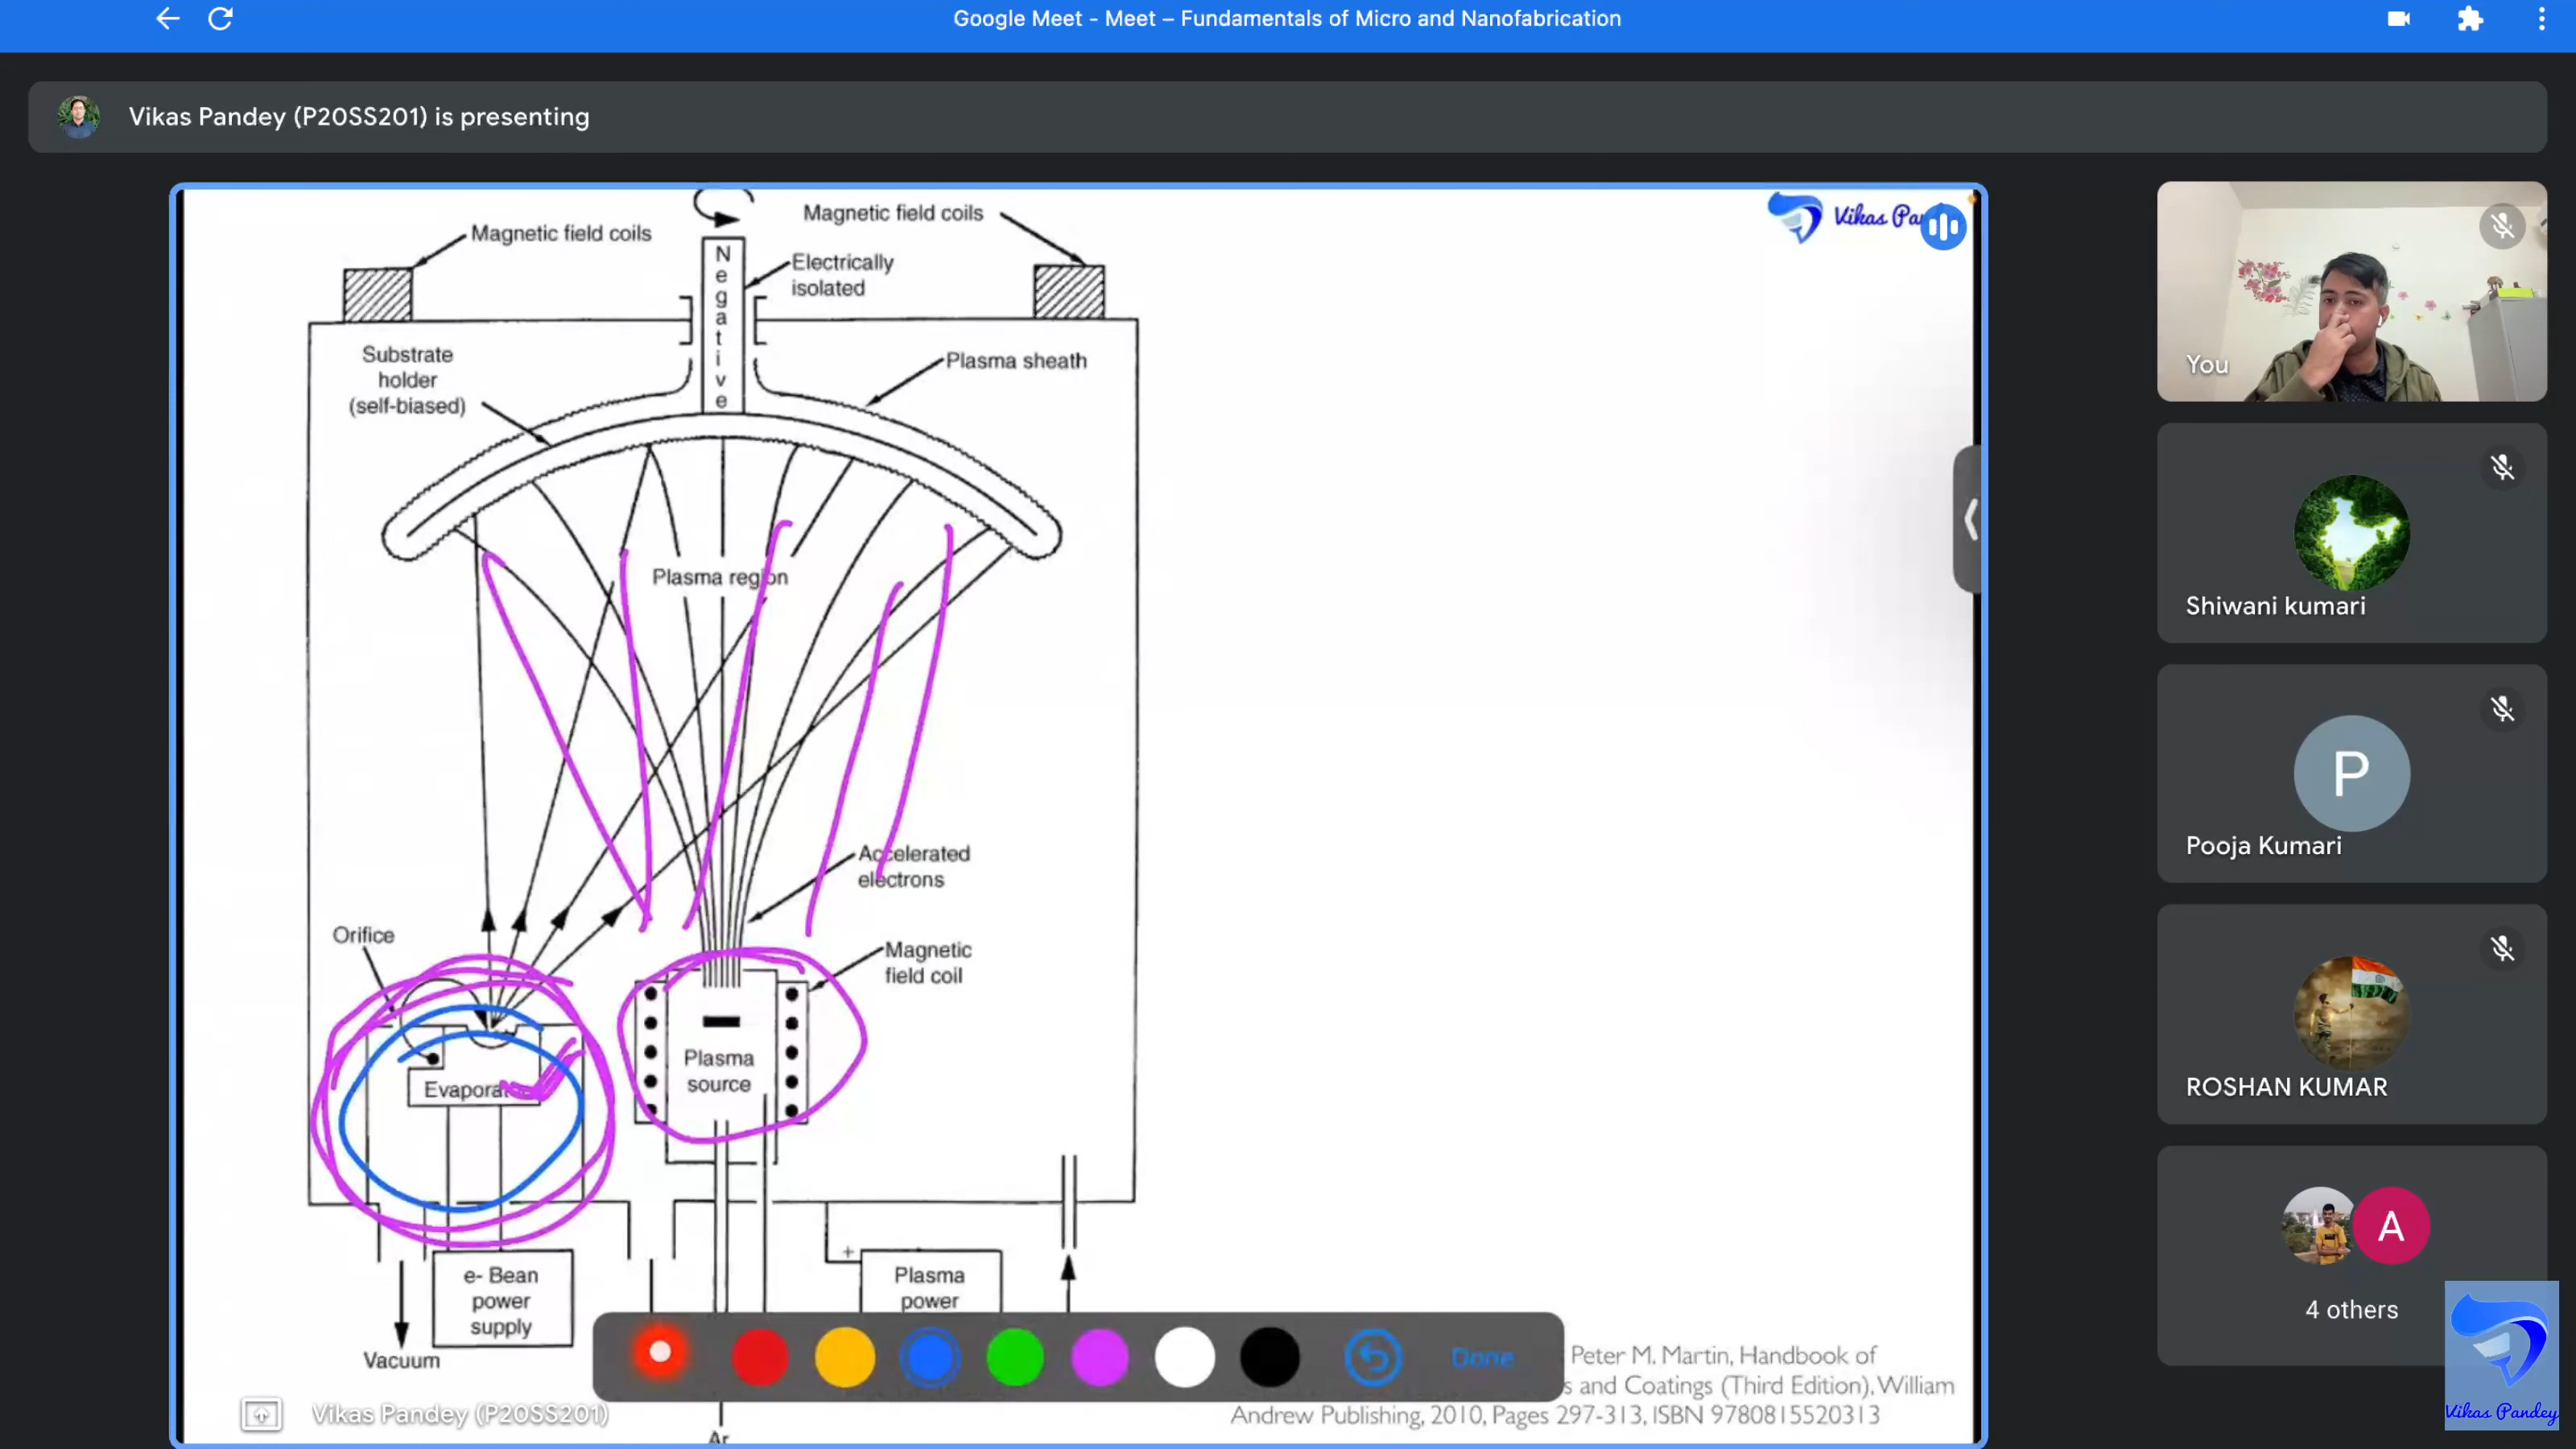 Google Meet - Meet – Fundamentals of Micro and Nanofabrication
Vikas Pandey (P20SS201) is presenting
Magnetic field coils
Magnetic field coils
Vikas
Negative
Electrically
isolated
Substrate
holder
(self-biased)
Plasma sheath
Plasma region
Accelerated
electrons
Orifice
Magnetic
field coil
Plasma
source
e- Bean
power
supply
+
Plasma
power
Vacuum
Ar
Peter M. Martin, Handbook of
and Coatings (Third Edition), William
Andrew Publishing, 2010, Pages 297-313, ISBN 9780815520313
Done
Vikas Pandey (P20SS201)
You
Shiwani kumari
P
Pooja Kumari
ROSHAN KUMAR
A
4 others
Vikas Pandey